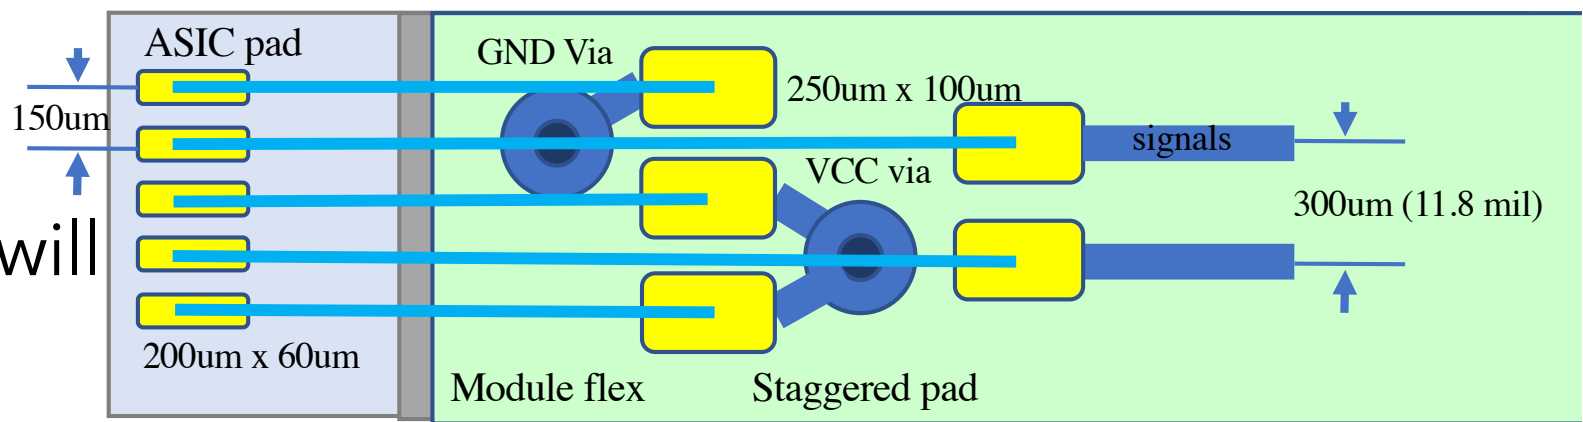 ASIC pad
GND Via
250um x 100um
150um
signals
VCC via
300um (11.8 mil)
will
200um x 60um
Module flex
Staggered pad